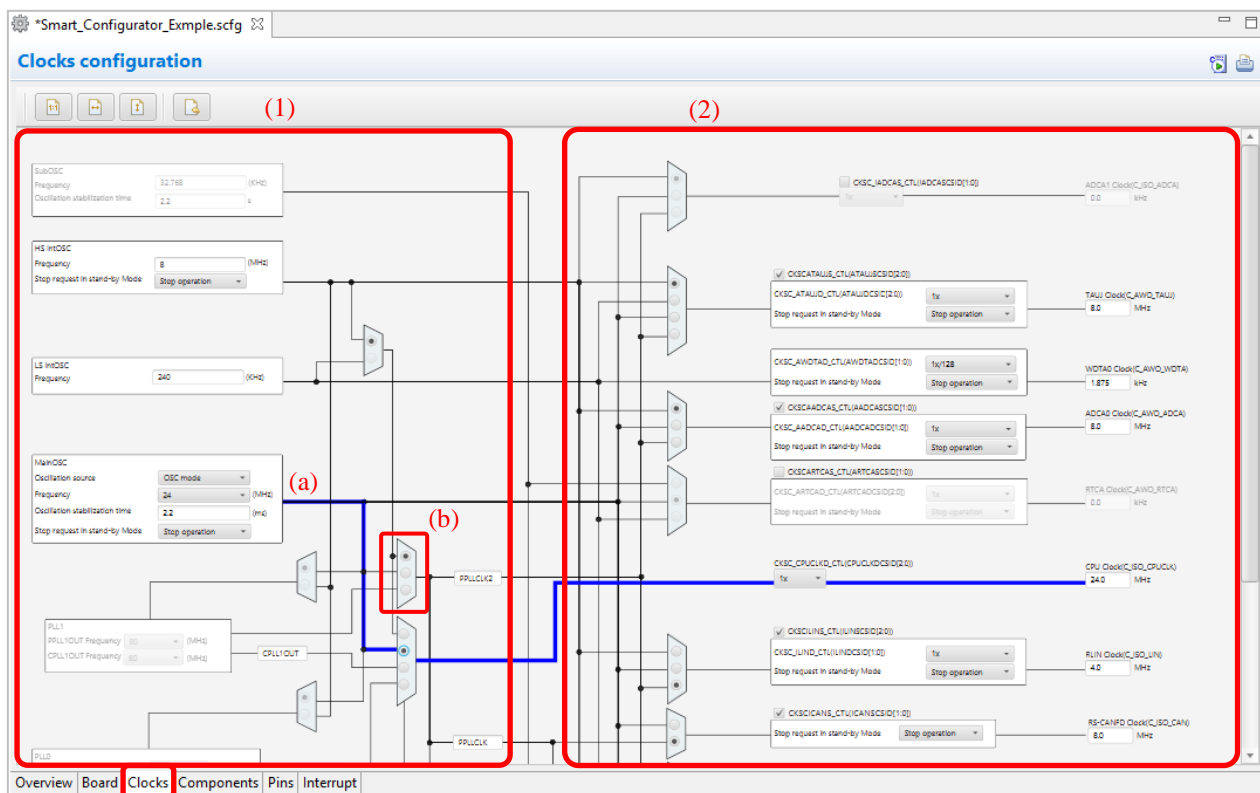 *Smart_Configurator_Exmple.scfg
Clocks configuration
(1)
(2)
SubOSC
Frequency 32.768 (KHz)
Oscillation stabilization time 2.2 s
HS IntOSC
Frequency 8 (MHz)
Stop request in stand-by Mode Stop operation
LS IntOSC
Frequency 240 (KHz)
MainOSC
Oscillation source OSC mode
Frequency 24 (MHz)
Oscillation stabilization time 2.2 (ms)
Stop request in stand-by Mode Stop operation
(a)
(b)
PPLLCLK2
PLL1
PPLL1OUT Frequency 80 (MHz)
CPLL1OUT Frequency 80 (MHz)
CPLL1OUT
PPLLCLK
PLL0
CKSC_IADCAS_CTL(IADCASCSID[1:0])
1x
ADCA1 Clock(C_ISO_ADCA)
0.0 kHz
CKSCATAUJS_CTL(ATAUJSCSID[2:0])
CKSC_ATAUJD_CTL(ATAUJDCSID[2:0]) 1x
Stop request in stand-by Mode Stop operation
TAUJ Clock(C_AWO_TAUJ)
8.0 MHz
CKSC_AWDTAD_CTL(AWDTADCSID[1:0]) 1x/128
Stop request in stand-by Mode Stop operation
WDTA0 Clock(C_AWO_WDTA)
1.875 kHz
CKSCAADCAS_CTL(AADCASCSID[1:0])
CKSC_AADCAD_CTL(AADCADCSID[1:0]) 1x
Stop request in stand-by Mode Stop operation
ADCA0 Clock(C_AWO_ADCA)
8.0 MHz
CKSCARTCAS_CTL(ARTCASCSID[1:0])
CKSC_ARTCAD_CTL(ARTCADCSID[2:0]) 1x
Stop request in stand-by Mode Stop operation
RTCA Clock(C_AWO_RTCA)
0.0 kHz
CKSC_CPUCLKD_CTL(CPUCLKDCSID[2:0])
1x
CPU Clock(C_ISO_CPUCLK)
24.0 MHz
CKSCILINS_CTL(ILINSCSID[2:0])
CKSC_ILIND_CTL(ILINDCSID[1:0]) 1x
Stop request in stand-by Mode Stop operation
RLIN Clock(C_ISO_LIN)
4.0 MHz
CKSCICANS_CTL(ICANSCSID[1:0])
Stop request in stand-by Mode Stop operation
RS-CANFD Clock(C_ISO_CAN)
8.0 MHz
Overview Board Clocks Components Pins Interrupt